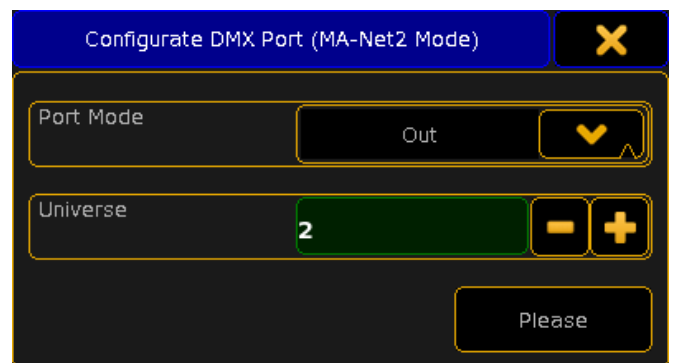 Configurate DMX Port (MA-Net2 Mode)
Port Mode
Out
Universe
2
Please